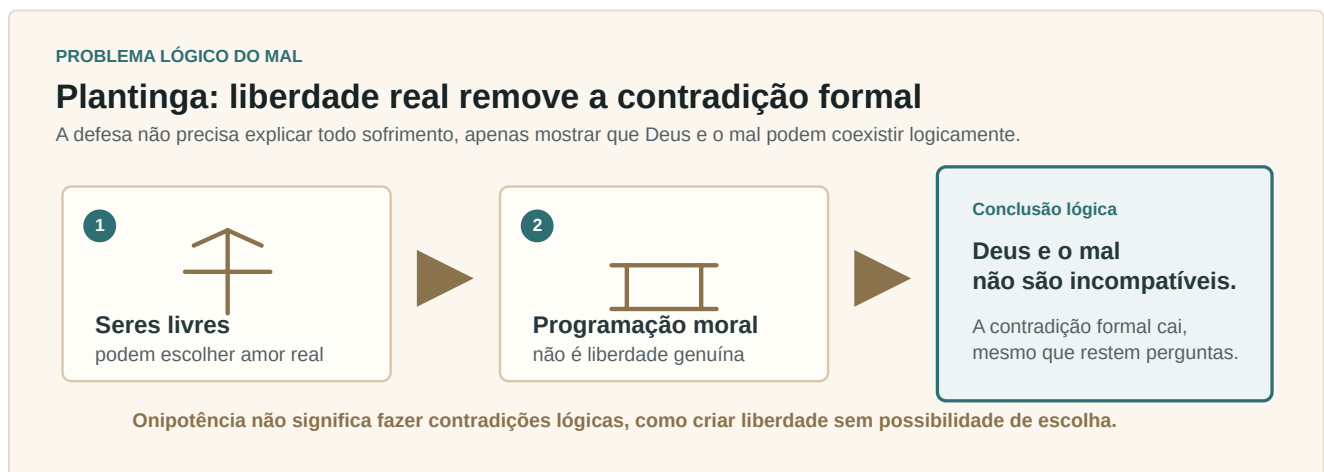 PROBLEMA LÓGICO DO MAL
Plantinga: liberdade real remove a contradição formal
A defesa não precisa explicar todo sofrimento, apenas mostrar que Deus e o mal podem coexistir logicamente.
1
Seres livres
podem escolher amor real
2
Programação moral
não é liberdade genuína
Conclusão lógica
Deus e o mal
não são incompatíveis.
A contradição formal cai,
mesmo que restem perguntas.
Onipotência não significa fazer contradições lógicas, como criar liberdade sem possibilidade de escolha.